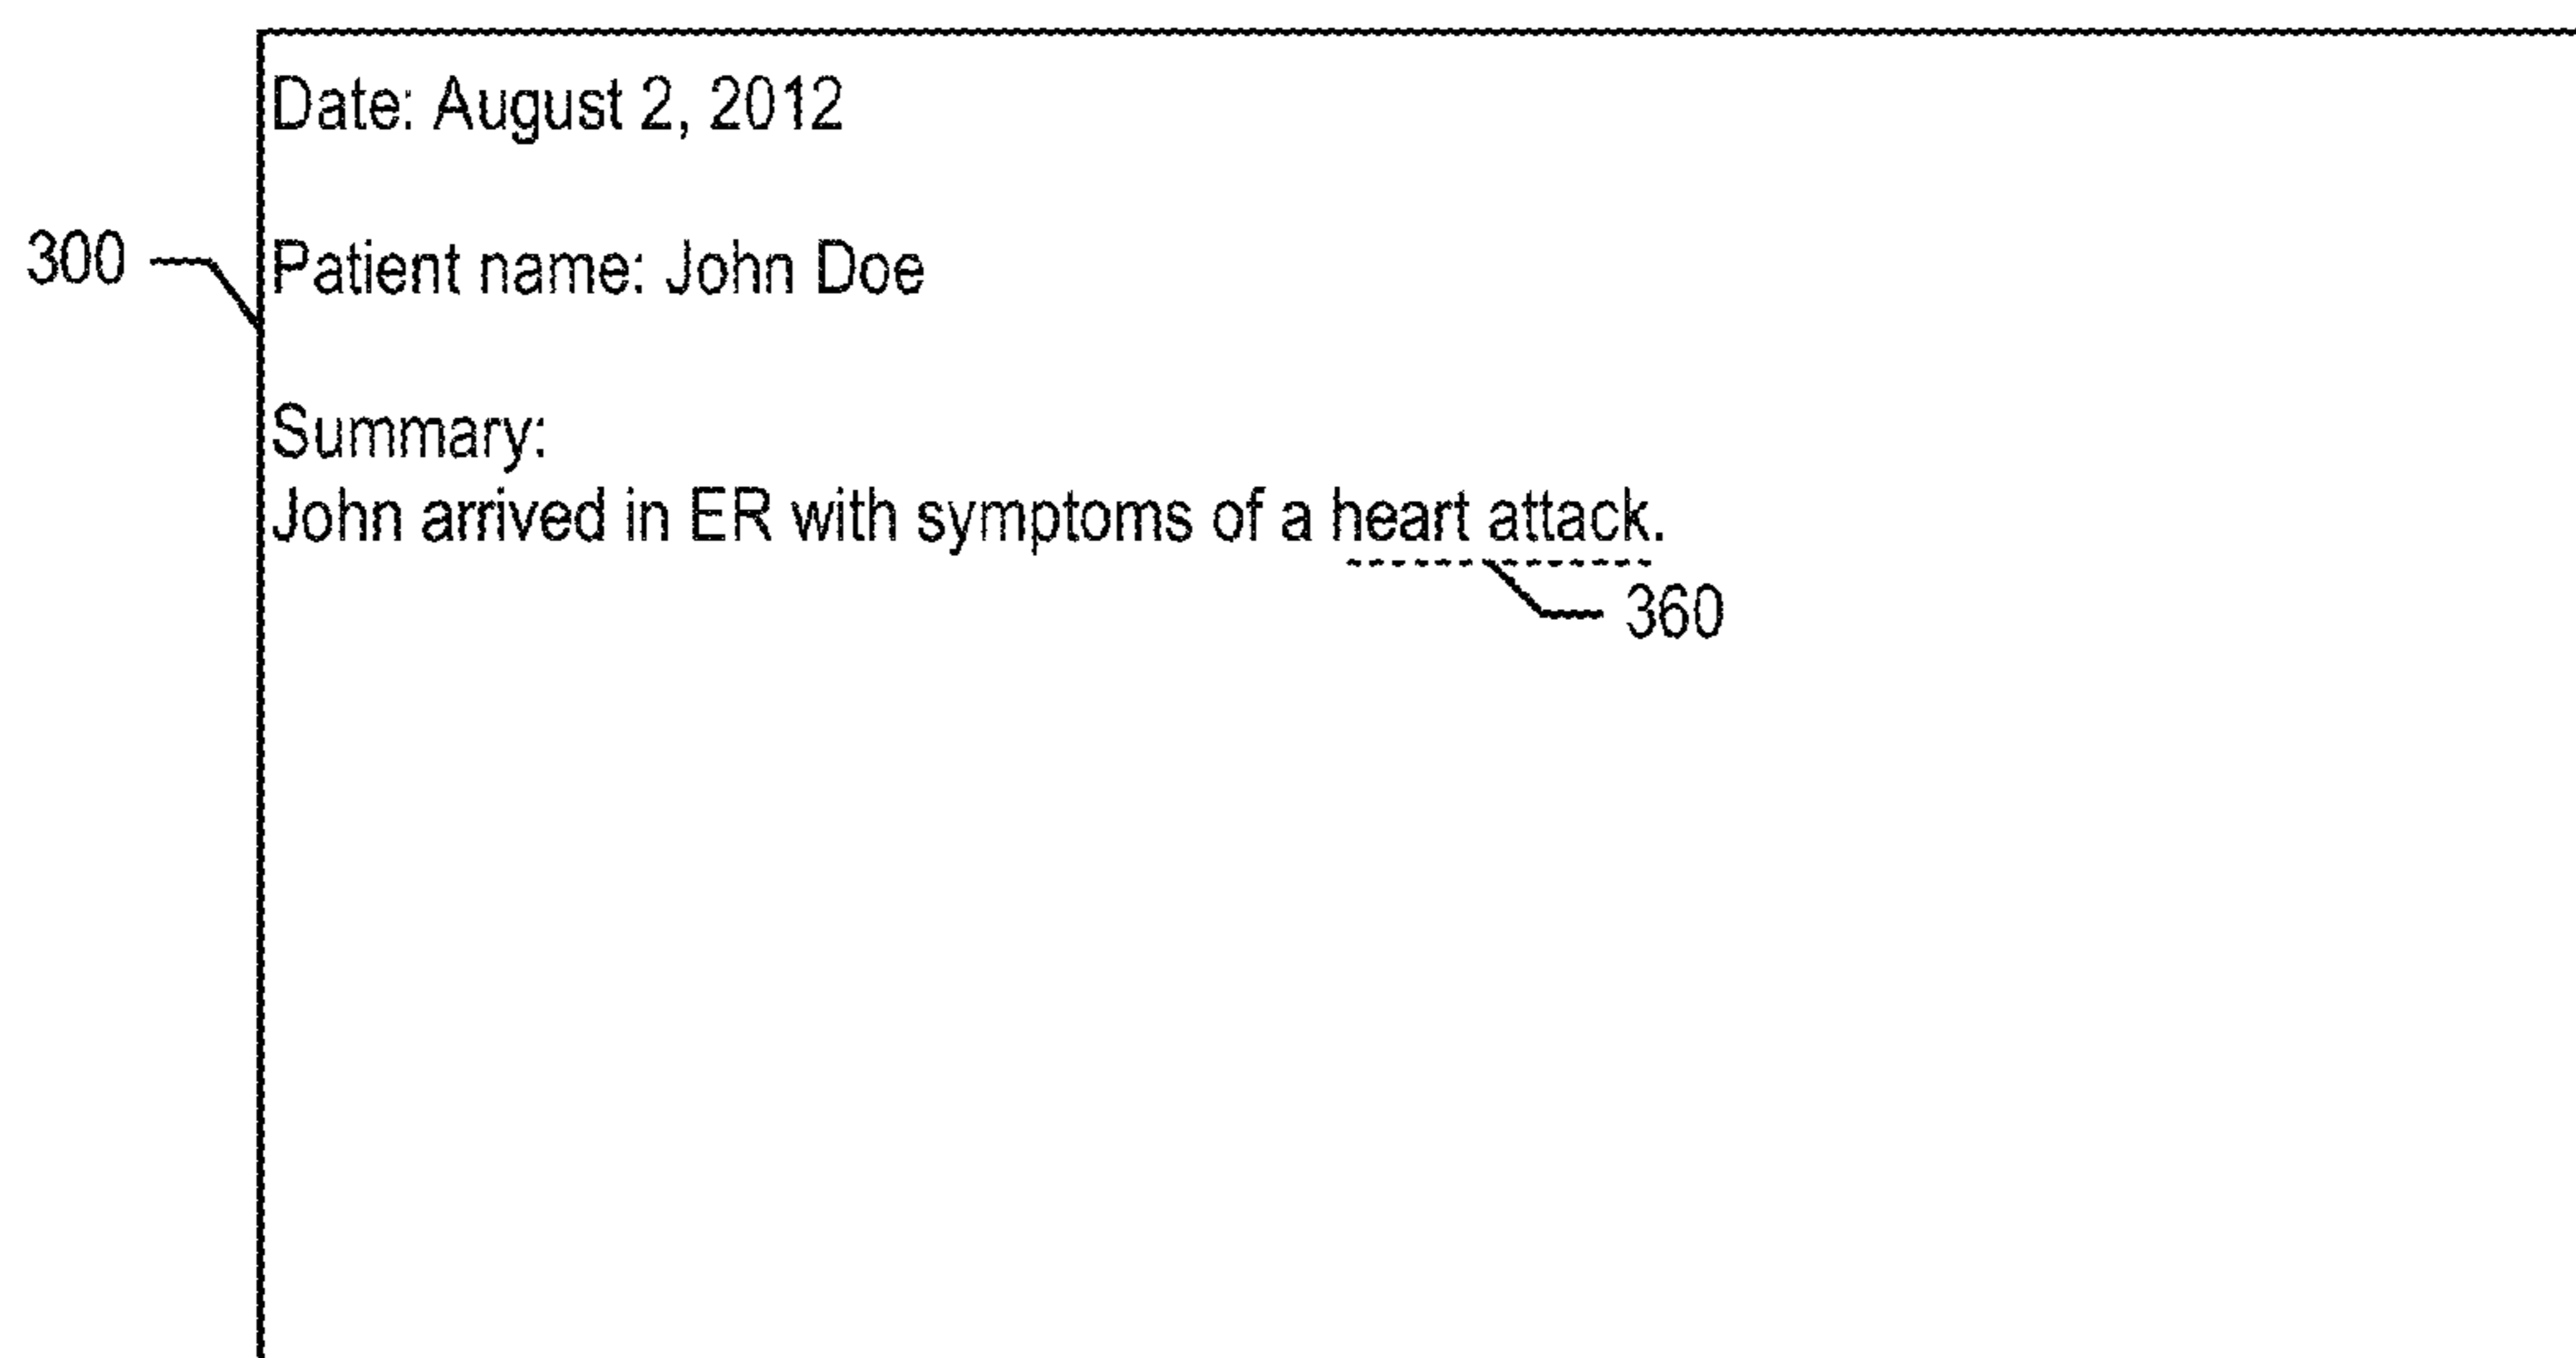 Date: August 2, 2012
300
Patient name: John Doe
Summary:
John arrived in ER with symptoms of a heart attack.
360